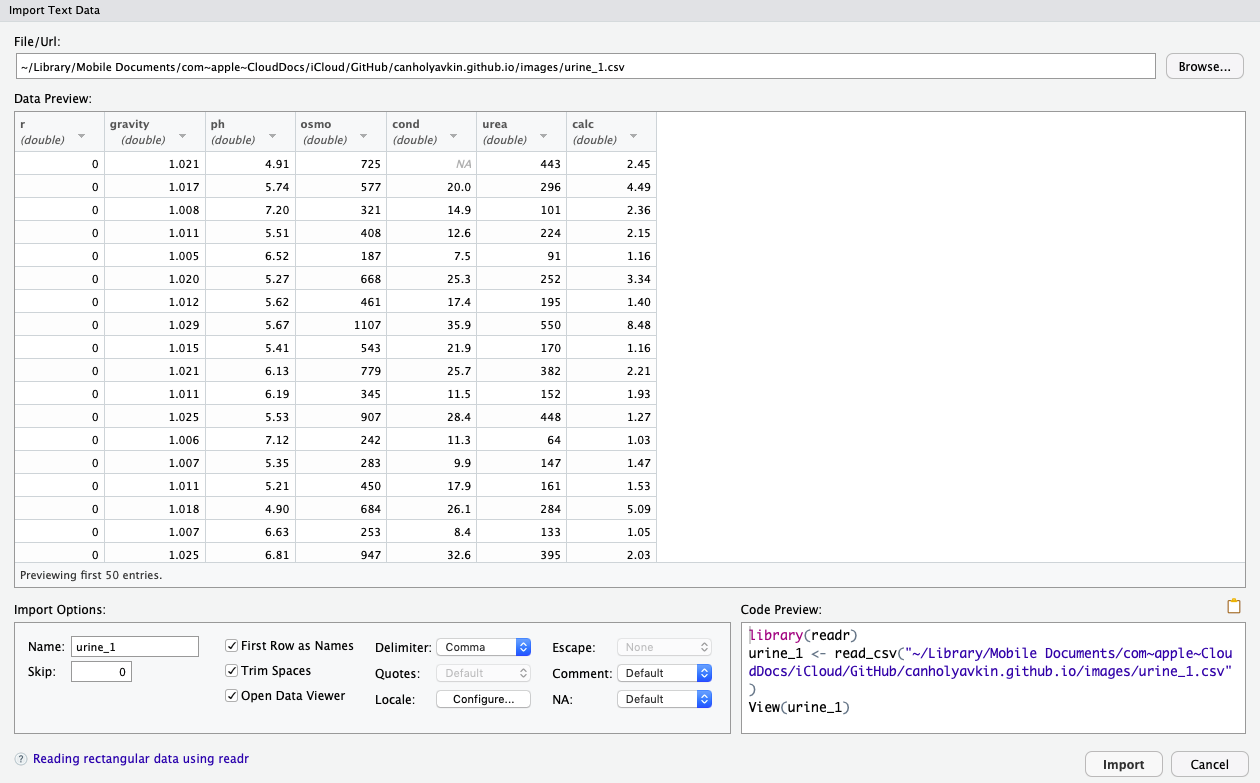 Import Text Data
File/Url:
~/Library/Mobile Documents/com~apple~CloudDocs/iCloud/GitHub/canholyavkin.github.io/images/urine_1.csv Browse...
Data Preview:
r gravity ph osmo cond urea calc
(double) (double) (double) (double) (double) (double) (double)
0 1.021 4.91 725 NA 443 2.45
0 1.017 5.74 577 20.0 296 4.49
0 1.008 7.20 321 14.9 101 2.36
0 1.011 5.51 408 12.6 224 2.15
0 1.005 6.52 187 7.5 91 1.16
0 1.020 5.27 668 25.3 252 3.34
0 1.012 5.62 461 17.4 195 1.40
0 1.029 5.67 1107 35.9 550 8.48
0 1.015 5.41 543 21.9 170 1.16
0 1.021 6.13 779 25.7 382 2.21
0 1.011 6.19 345 11.5 152 1.93
0 1.025 5.53 907 28.4 448 1.27
0 1.006 7.12 242 11.3 64 1.03
0 1.007 5.35 283 9.9 147 1.47
0 1.011 5.21 450 17.9 161 1.53
0 1.018 4.90 684 26.1 284 5.09
0 1.007 6.63 253 8.4 133 1.05
0 1.025 6.81 947 32.6 395 2.03
Previewing first 50 entries.
Import Options:
Name: urine_1
Skip: 0
First Row as Names
Trim Spaces
Open Data Viewer
Delimiter: Comma
Quotes: Default
Locale: Configure...
Escape: None
Comment: Default
NA: Default
Code Preview:
library(readr)
urine_1 <- read_csv("~/Library/Mobile Documents/com~apple~Clou
dDocs/iCloud/GitHub/canholyavkin.github.io/images/urine_1.csv"
)
View(urine_1)
? Reading rectangular data using readr
Import Cancel